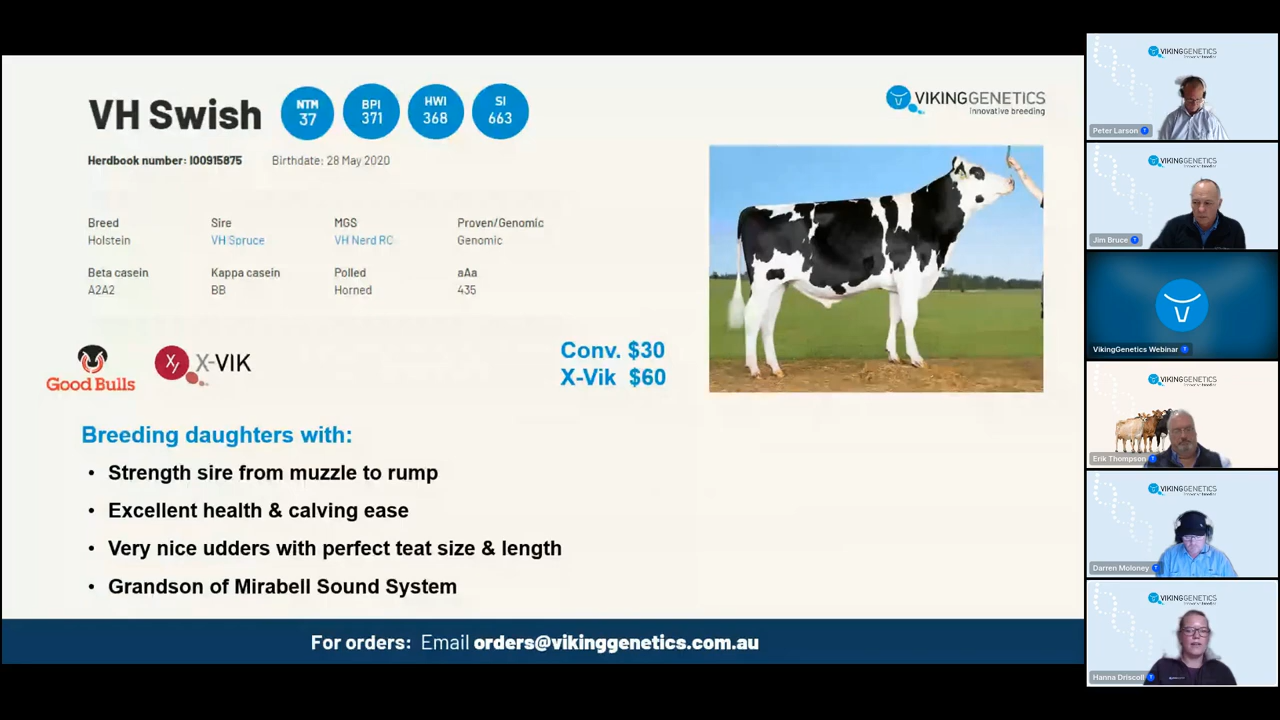 VH Swish
NTM
37
BPI
371
HWI
368
SI
663
VIKINGGENETICS
innovative breeding
Herdbook number: I00915875 Birthdate: 28 May 2020
Breed Sire MGS Proven/Genomic
Holstein VH Spruce VH Nerd RC Genomic
Beta casein Kappa casein Polled aAa
A2A2 BB Horned 435
Good Bulls
Xy X-VIK
Conv. $30
X-Vik $60
Breeding daughters with:
• Strength sire from muzzle to rump
• Excellent health & calving ease
• Very nice udders with perfect teat size & length
• Grandson of Mirabell Sound System
For orders: Email orders@vikinggenetics.com.au
VIKINGGENETICS
Peter Larson
VIKINGGENETICS
Jim Bruce
VikingGenetics Webinar
VIKINGGENETICS
Erik Thompson
VIKINGGENETICS
Darren Moloney
VIKINGGENETICS
Hanna Driscoll